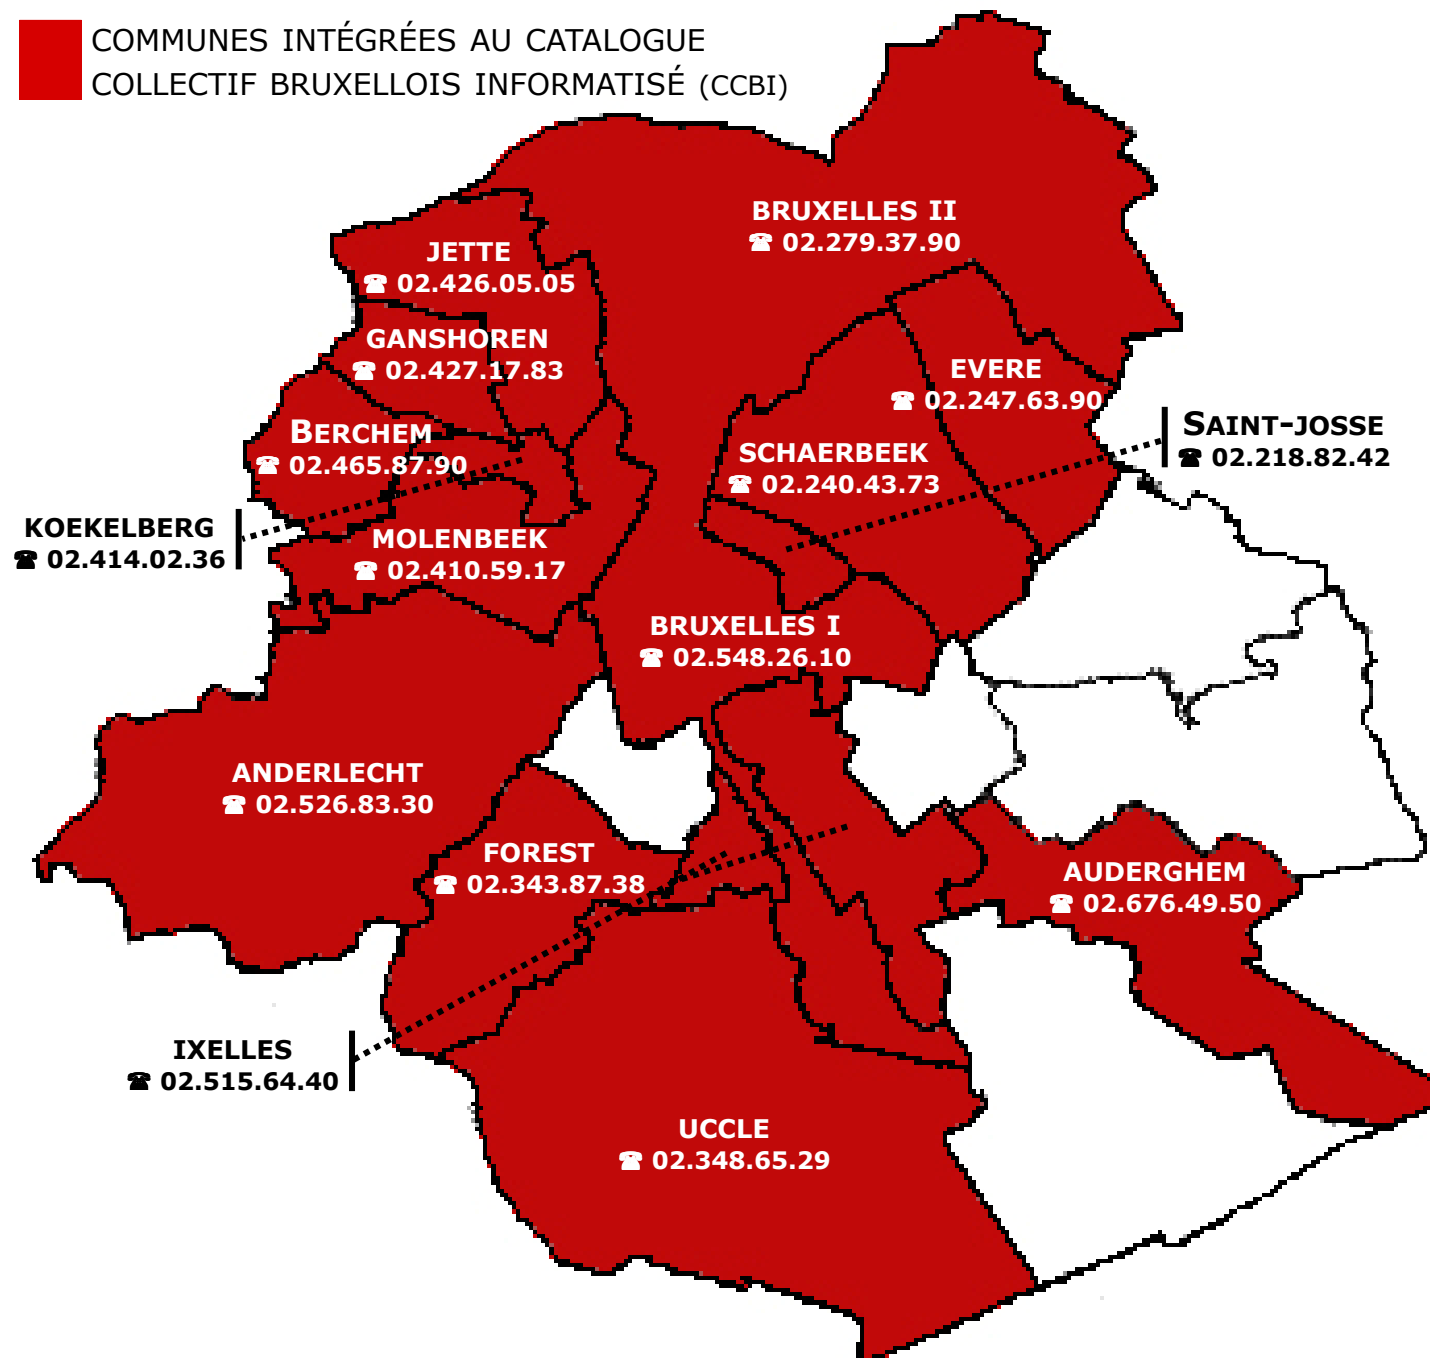 COMMUNES INTÉGRÉES AU CATALOGUE
COLLECTIF BRUXELLOIS INFORMATISÉ (CCBI)
BRUXELLES II
☎ 02.279.37.90
JETTE
☎ 02.426.05.05
GANSHOREN
☎ 02.427.17.83
EVERE
☎ 02.247.63.90
BERCHEM
☎ 02.465.87.90
SCHAERBEEK
☎ 02.240.43.73
SAINT-JOSSE
☎ 02.218.82.42
KOEKELBERG
☎ 02.414.02.36
MOLENBEEK
☎ 02.410.59.17
BRUXELLES I
☎ 02.548.26.10
ANDERLECHT
☎ 02.526.83.30
FOREST
☎ 02.343.87.38
AUDERGHEM
☎ 02.676.49.50
IXELLES
☎ 02.515.64.40
UCCLE
☎ 02.348.65.29